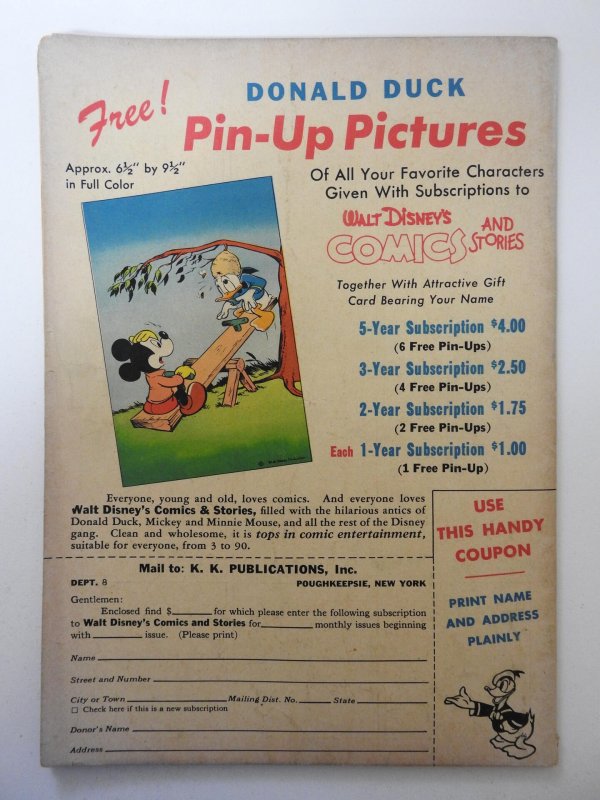 Free!
DONALD DUCK
Pin-Up Pictures
Approx. 6½" by 9½"
in Full Color
Of All Your Favorite Characters
Given With Subscriptions to
WALT DISNEY'S
COMICS AND STORIES
Together With Attractive Gift
Card Bearing Your Name
5-Year Subscription $4.00
(6 Free Pin-Ups)
3-Year Subscription $2.50
(4 Free Pin-Ups)
2-Year Subscription $1.75
(2 Free Pin-Ups)
Each 1-Year Subscription $1.00
(1 Free Pin-Up)
Everyone, young and old, loves comics. And everyone loves
Walt Disney's Comics & Stories, filled with the hilarious antics of
Donald Duck, Mickey and Minnie Mouse, and all the rest of the Disney
gang. Clean and wholesome, it is tops in comic entertainment,
suitable for everyone, from 3 to 90.
USE
THIS HANDY
COUPON
PRINT NAME
AND ADDRESS
PLAINLY
Mail to: K. K. PUBLICATIONS, Inc.
DEPT. 8 POUGHKEEPSIE, NEW YORK
Gentlemen:
Enclosed find $______ for which please enter the following subscription
to Walt Disney's Comics and Stories for________ monthly issues beginning
with________ issue. (Please print)
Name
Street and Number
City or Town Mailing Dist. No. State
☐ Check here if this is a new subscription
Donor's Name
Address